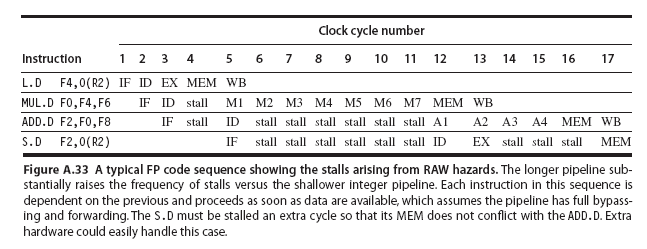 Clock cycle number
Instruction 1 2 3 4 5 6 7 8 9 10 11 12 13 14 15 16 17
L.D F4,0(R2) IF ID EX MEM WB
MUL.D F0,F4,F6 IF ID stall M1 M2 M3 M4 M5 M6 M7 MEM WB
ADD.D F2,F0,F8 IF stall ID stall stall stall stall stall stall A1 A2 A3 A4 MEM WB
S.D F2,0(R2) IF stall stall stall stall stall stall ID EX stall stall stall MEM
Figure A.33 A typical FP code sequence showing the stalls arising from RAW hazards. The longer pipeline sub-
stantially raises the frequency of stalls versus the shallower integer pipeline. Each instruction in this sequence is
dependent on the previous and proceeds as soon as data are available, which assumes the pipeline has full bypass-
ing and forwarding. The S.D must be stalled an extra cycle so that its MEM does not conflict with the ADD.D. Extra
hardware could easily handle this case.